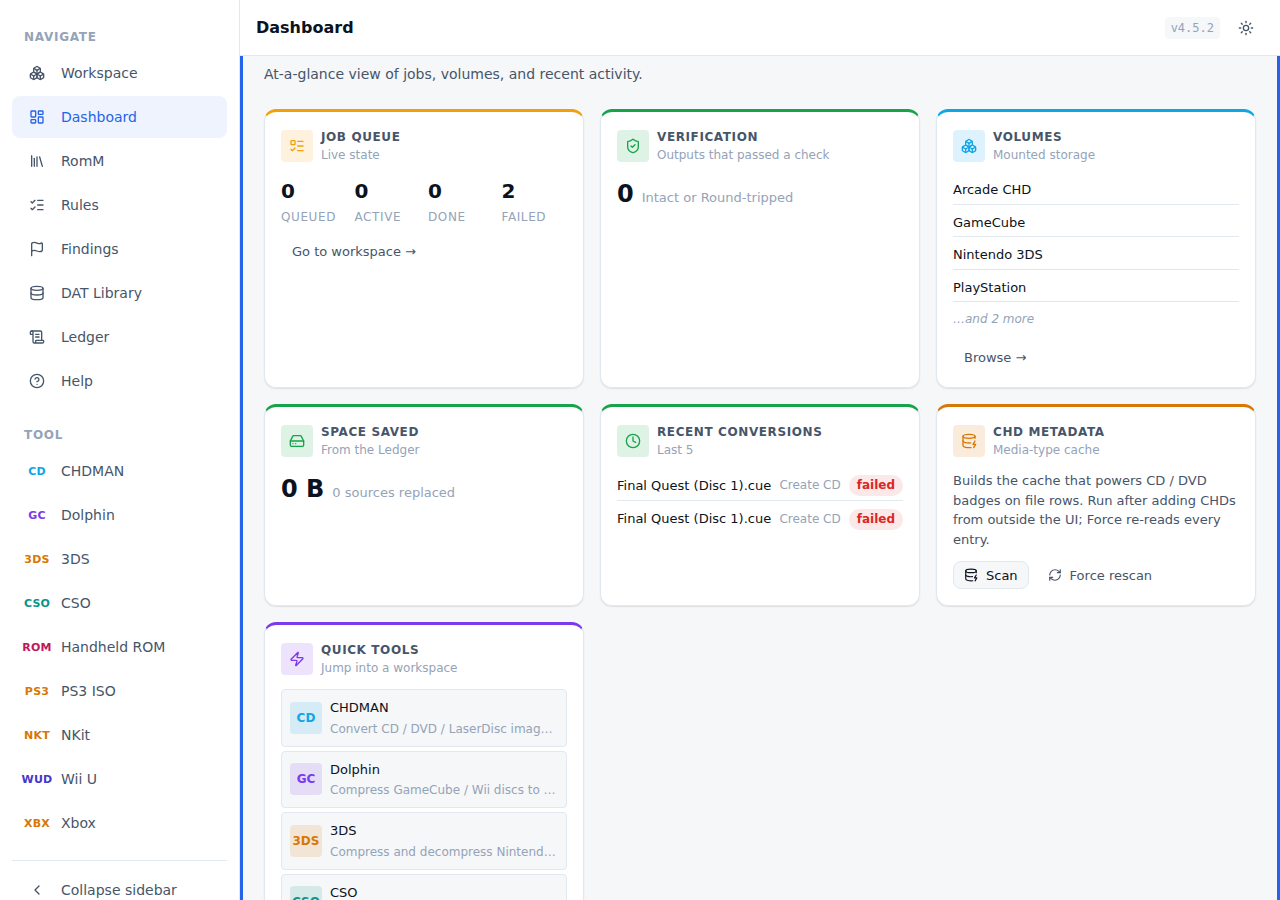 NAVIGATE
Workspace
Dashboard
RomM
Rules
Findings
DAT Library
Ledger
Help
TOOL
CD CHDMAN
GC Dolphin
3DS 3DS
CSO CSO
ROM Handheld ROM
PS3 PS3 ISO
NKT NKit
WUD Wii U
XBX Xbox
Collapse sidebar
Dashboard
v4.5.2
At-a-glance view of jobs, volumes, and recent activity.
JOB QUEUE
Live state
0 0 0 2
QUEUED ACTIVE DONE FAILED
Go to workspace →
VERIFICATION
Outputs that passed a check
0 Intact or Round-tripped
VOLUMES
Mounted storage
Arcade CHD
GameCube
Nintendo 3DS
PlayStation
…and 2 more
Browse →
SPACE SAVED
From the Ledger
0 B 0 sources replaced
RECENT CONVERSIONS
Last 5
Final Quest (Disc 1).cue Create CD failed
Final Quest (Disc 1).cue Create CD failed
CHD METADATA
Media-type cache
Builds the cache that powers CD / DVD
badges on file rows. Run after adding CHDs
from outside the UI; Force re-reads every
entry.
Scan Force rescan
QUICK TOOLS
Jump into a workspace
CD CHDMAN
Convert CD / DVD / LaserDisc imag…
GC Dolphin
Compress GameCube / Wii discs to …
3DS 3DS
Compress and decompress Nintend…
CSO CSO